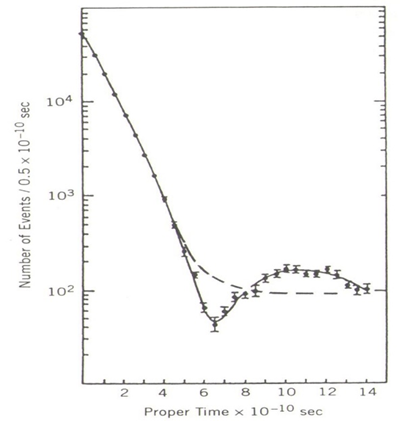 Number of Events / 0.5 x 10⁻¹⁰ sec
10⁴
10³
10²
2 4 6 8 10 12 14
Proper Time x 10⁻¹⁰ sec